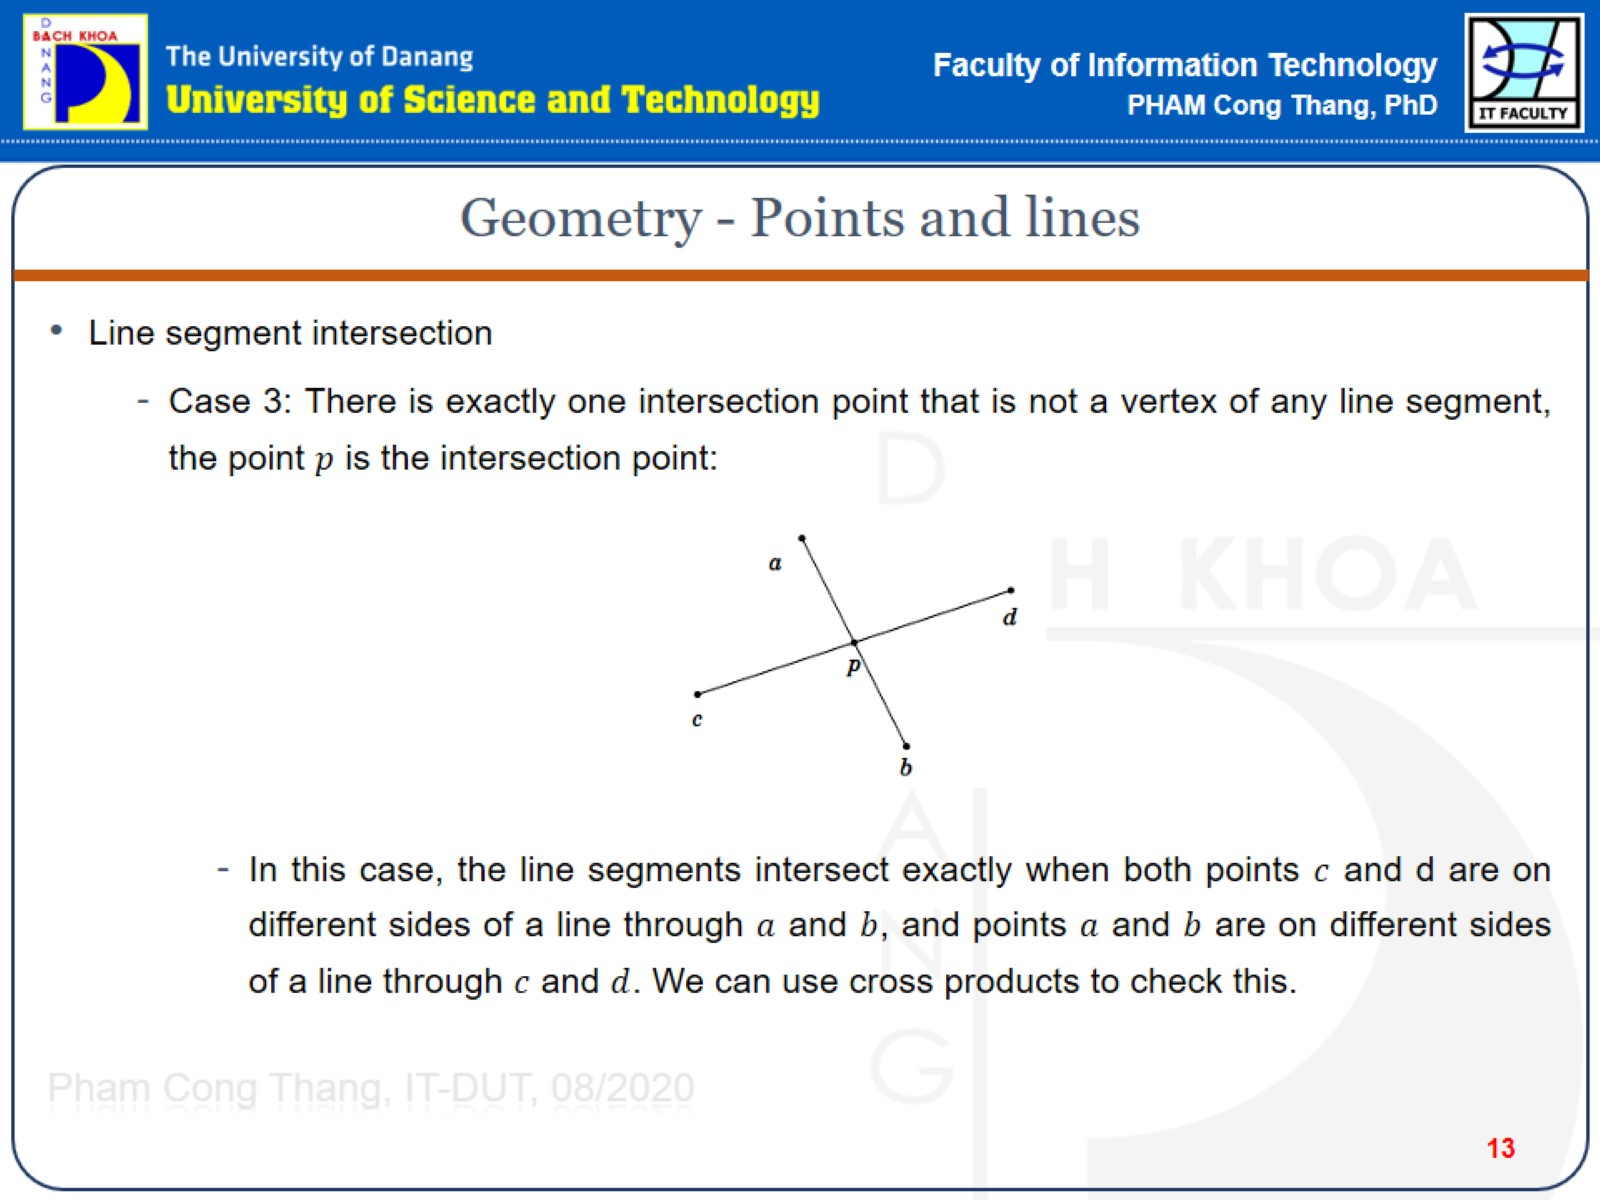 D
BACH KHOA
N
A
N
G
The University of Danang
University of Science and Technology
Faculty of Information Technology
PHAM Cong Thang, PhD
IT FACULTY
Geometry - Points and lines
• Line segment intersection
- Case 3: There is exactly one intersection point that is not a vertex of any line segment,
the point p is the intersection point:
D
H KHOA
a
d
p
c
b
A
N
G
- In this case, the line segments intersect exactly when both points c and d are on
different sides of a line through a and b, and points a and b are on different sides
of a line through c and d. We can use cross products to check this.
Pham Cong Thang, IT-DUT, 08/2020
13